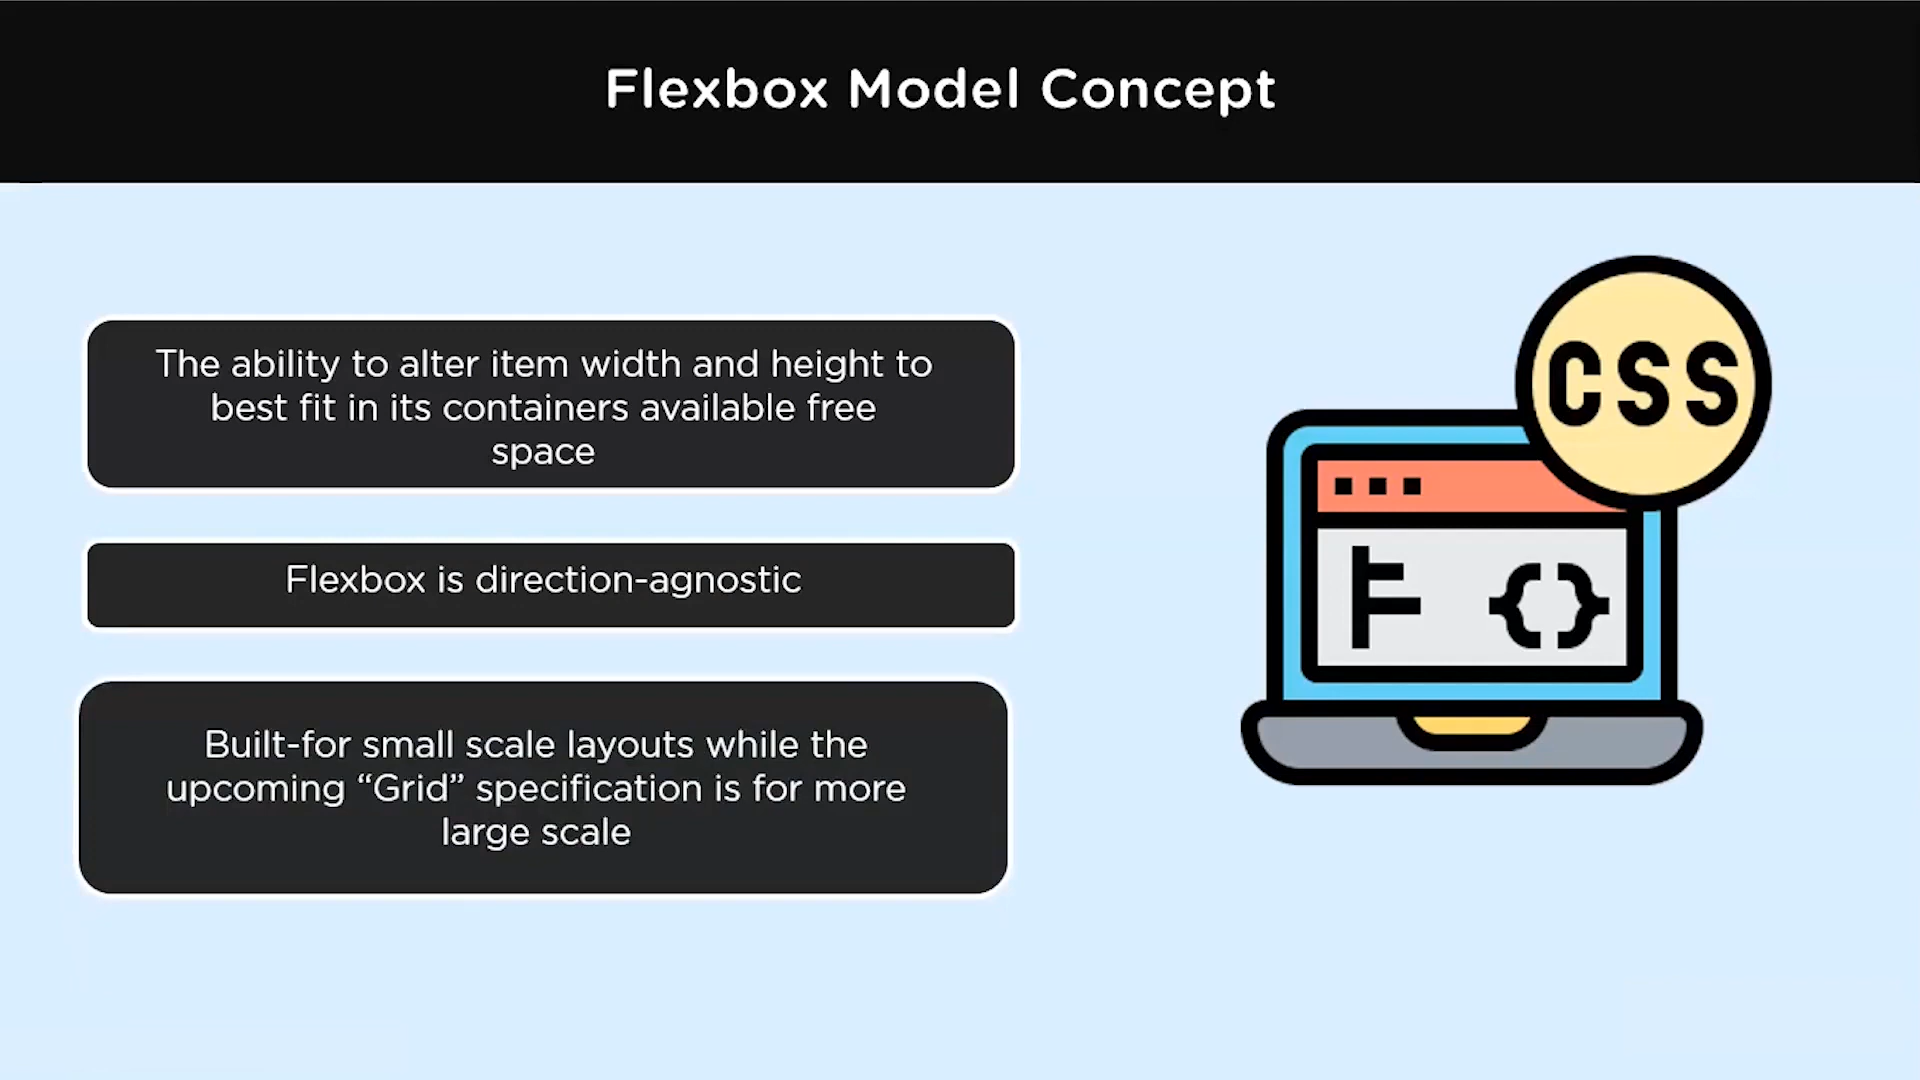 Flexbox Model Concept
The ability to alter item width and height to
best fit in its containers available free
space
Flexbox is direction-agnostic
Built-for small scale layouts while the
upcoming “Grid” specification is for more
large scale
CSS
{}